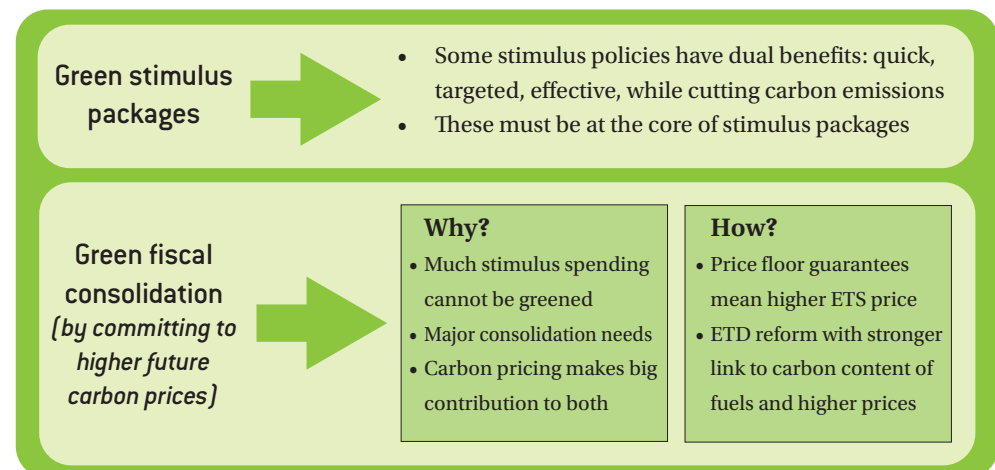 Green stimulus
packages
• Some stimulus policies have dual benefits: quick,
targeted, effective, while cutting carbon emissions
• These must be at the core of stimulus packages
Green fiscal
consolidation
(by committing to
higher future
carbon prices)
Why?
• Much stimulus spending
cannot be greened
• Major consolidation needs
• Carbon pricing makes big
contribution to both
How?
• Price floor guarantees
mean higher ETS price
• ETD reform with stronger
link to carbon content of
fuels and higher prices